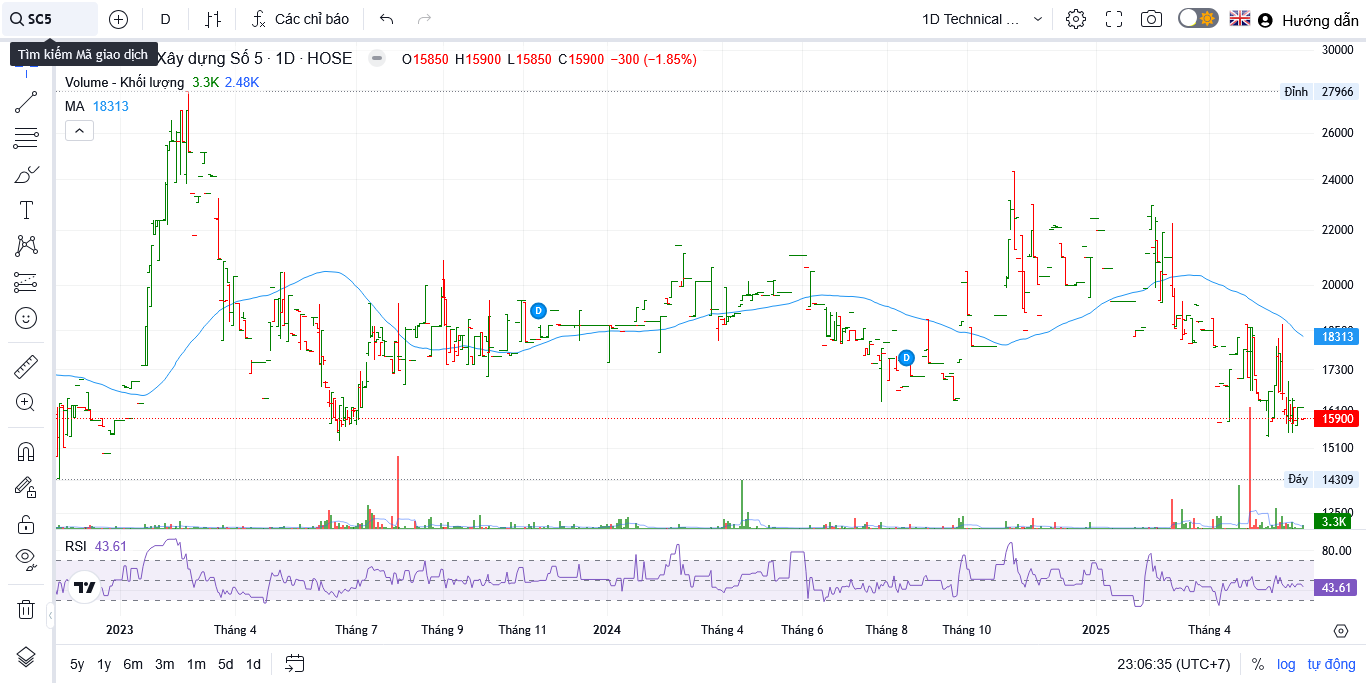 SC5 D Các chỉ báo 1D Technical ... Hướng dẫn
Tìm kiếm Mã giao dịch
Xây dựng Số 5 · 1D · HOSE O15850 H15900 L15850 C15900 −300 (−1.85%)
Volume - Khối lượng 3.3K 2.48K
MA 18313
30000
Đỉnh 27966
26000
24000
22000
20000
18313
17300
15900
15100
Đáy 14309
3.3K
D
D
RSI 43.61
80.00
43.61
2023 Tháng 4 Tháng 7 Tháng 9 Tháng 11 2024 Tháng 4 Tháng 6 Tháng 8 Tháng 10 2025 Tháng 4
5y 1y 6m 3m 1m 5d 1d 23:06:35 (UTC+7) % log tự động